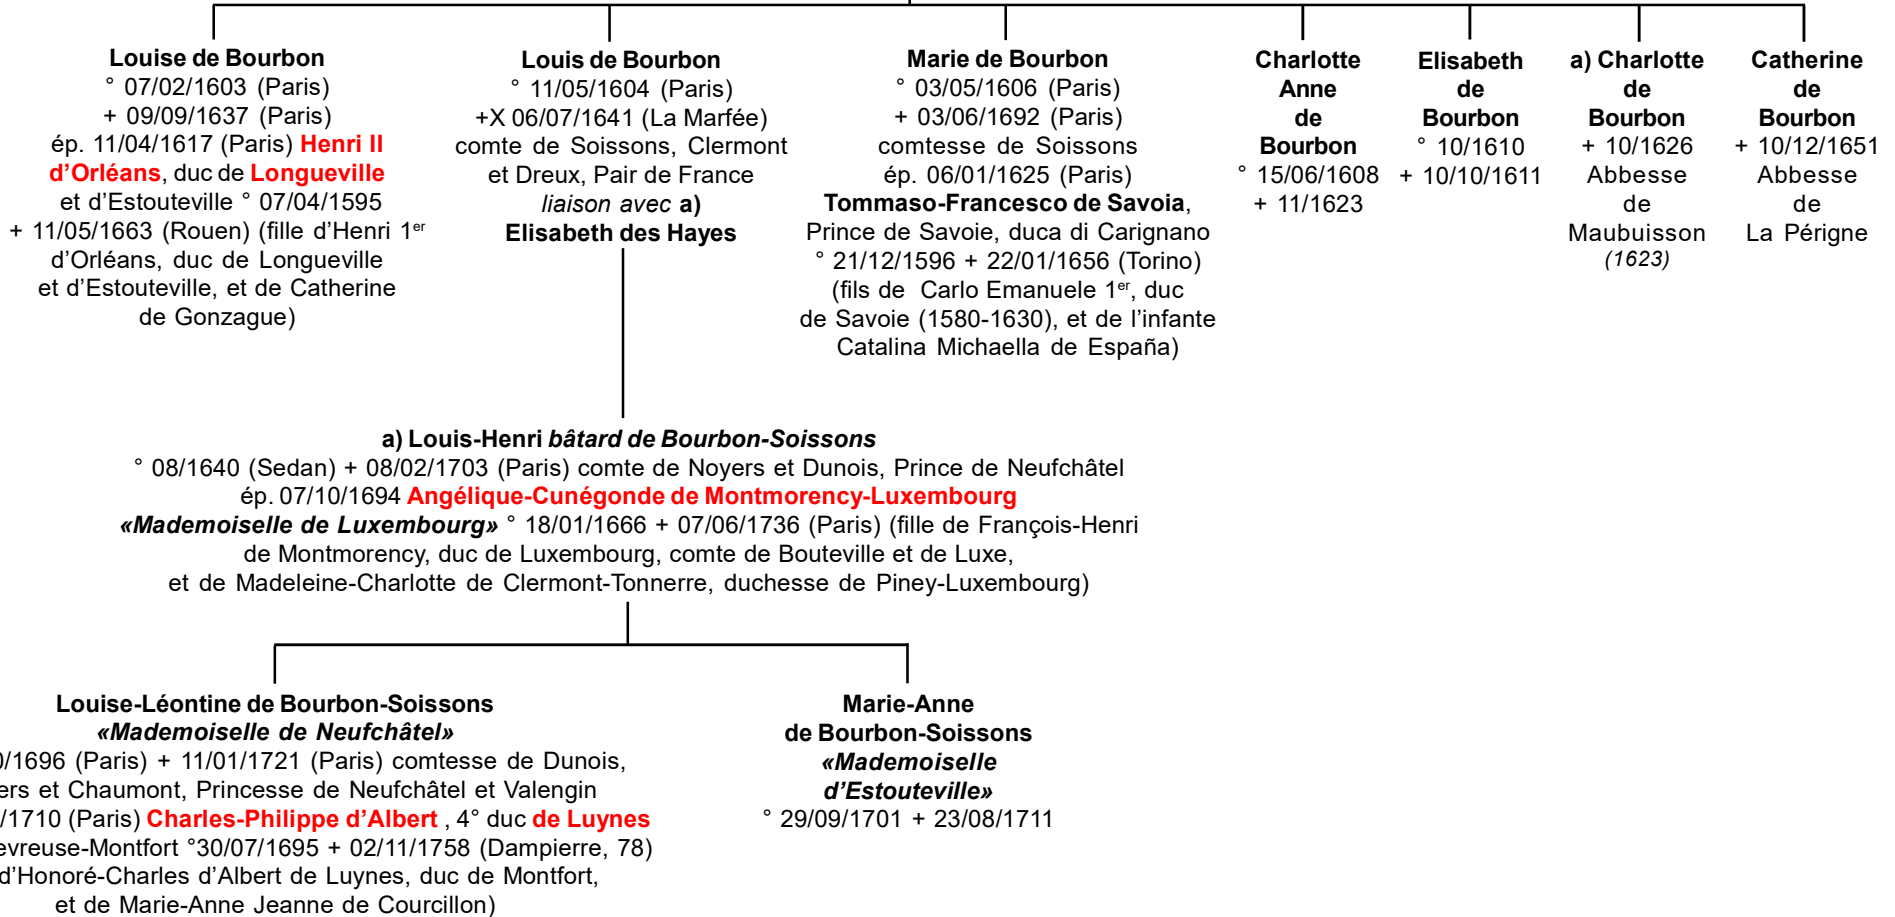 Louise de Bourbon
° 07/02/1603 (Paris)
+ 09/09/1637 (Paris)
ép. 11/04/1617 (Paris) Henri II
d’Orléans, duc de Longueville
et d’Estouteville ° 07/04/1595
+ 11/05/1663 (Rouen) (fille d’Henri 1er
d’Orléans, duc de Longueville
et d’Estouteville, et de Catherine
de Gonzague)
Louis de Bourbon
° 11/05/1604 (Paris)
+X 06/07/1641 (La Marfée)
comte de Soissons, Clermont
et Dreux, Pair de France
liaison avec a)
Elisabeth des Hayes
Marie de Bourbon
° 03/05/1606 (Paris)
+ 03/06/1692 (Paris)
comtesse de Soissons
ép. 06/01/1625 (Paris)
Tommaso-Francesco de Savoia,
Prince de Savoie, duca di Carignano
° 21/12/1596 + 22/01/1656 (Torino)
(fils de Carlo Emanuele 1er, duc
de Savoie (1580-1630), et de l’infante
Catalina Michaella de España)
Charlotte
Anne
de
Bourbon
° 15/06/1608
+ 11/1623
Elisabeth
de
Bourbon
° 10/1610
+ 10/10/1611
a) Charlotte
de
Bourbon
+ 10/1626
Abbesse
de
Maubuisson
(1623)
Catherine
de
Bourbon
+ 10/12/1651
Abbesse
de
La Périgne
a) Louis-Henri bâtard de Bourbon-Soissons
° 08/1640 (Sedan) + 08/02/1703 (Paris) comte de Noyers et Dunois, Prince de Neufchâtel
ép. 07/10/1694 Angélique-Cunégonde de Montmorency-Luxembourg
«Mademoiselle de Luxembourg» ° 18/01/1666 + 07/06/1736 (Paris) (fille de François-Henri
de Montmorency, duc de Luxembourg, comte de Bouteville et de Luxe,
et de Madeleine-Charlotte de Clermont-Tonnerre, duchesse de Piney-Luxembourg)
Louise-Léontine de Bourbon-Soissons
«Mademoiselle de Neufchâtel»
0/1696 (Paris) + 11/01/1721 (Paris) comtesse de Dunois,
ers et Chaumont, Princesse de Neufchâtel et Valengin
/1710 (Paris) Charles-Philippe d’Albert , 4° duc de Luynes
evreuse-Montfort °30/07/1695 + 02/11/1758 (Dampierre, 78)
d’Honoré-Charles d’Albert de Luynes, duc de Montfort,
et de Marie-Anne Jeanne de Courcillon)
Marie-Anne
de Bourbon-Soissons
«Mademoiselle
d’Estouteville»
° 29/09/1701 + 23/08/1711